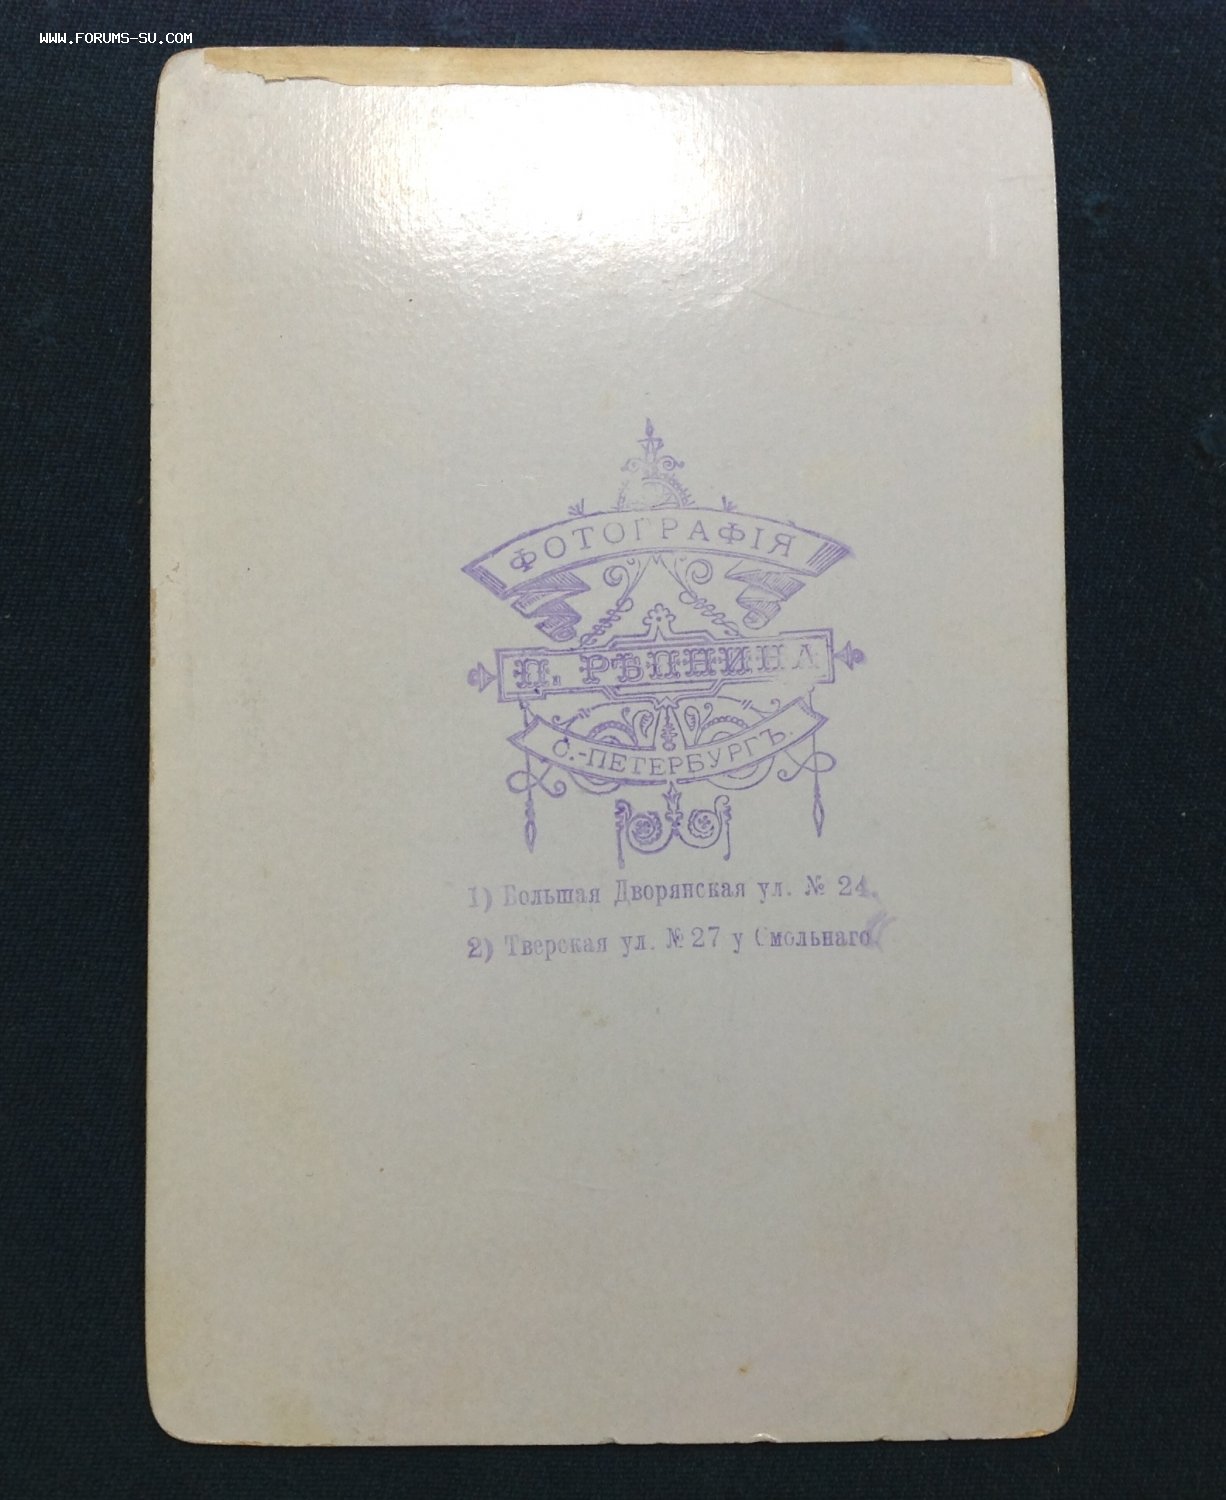 WWW.FORUMS-SU.COM
ФОТОГРАФІЯ
П. РѢПНИНА
С.-ПЕТЕРБУРГЪ.
1) Большая Дворянская ул. № 24.
2) Тверская ул. № 27 у Смольнаго.